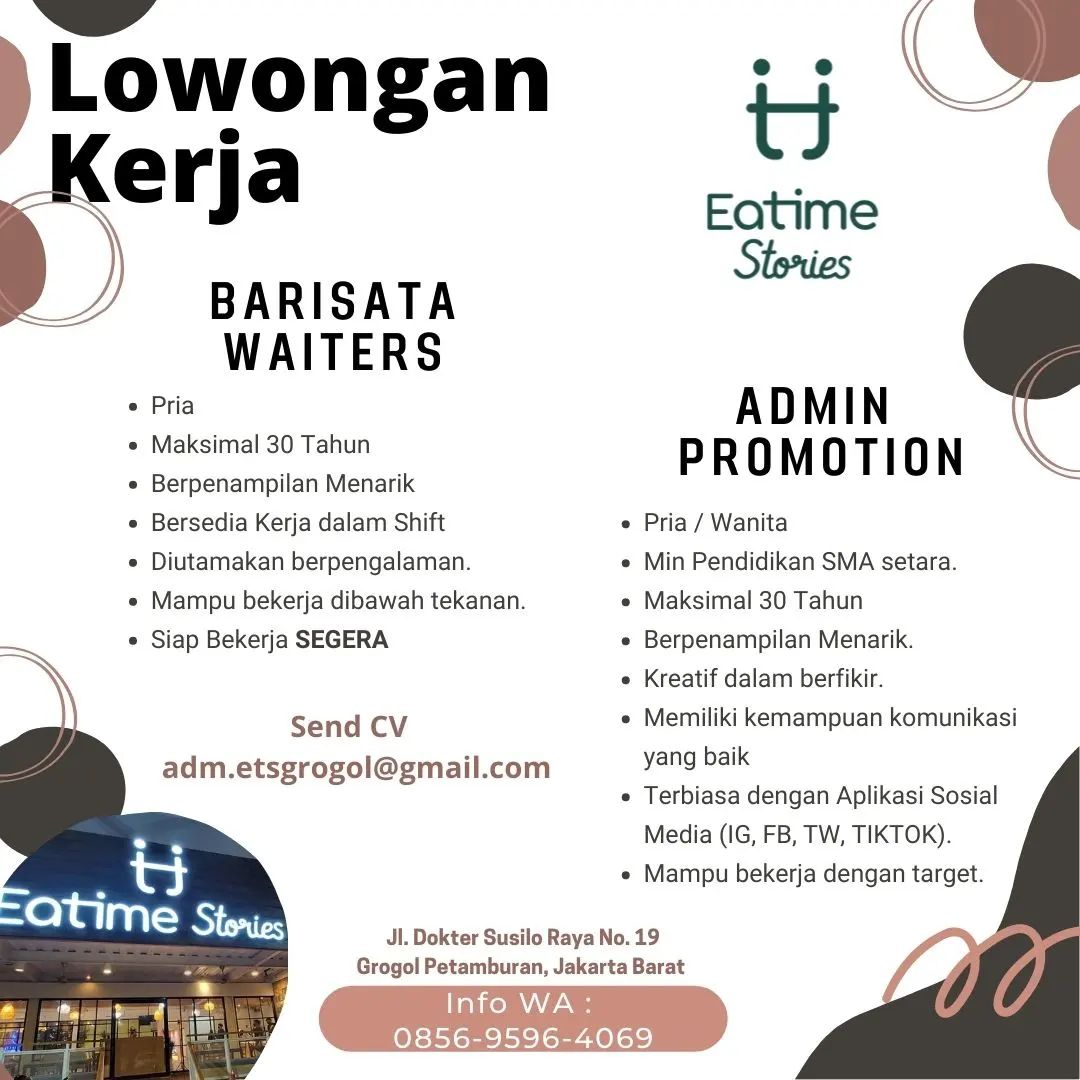 Lowongan
Kerja
Eatime
Stories
BARISATA
WAITERS
• Pria
• Maksimal 30 Tahun
• Berpenampilan Menarik
• Bersedia Kerja dalam Shift
• Diutamakan berpengalaman.
• Mampu bekerja dibawah tekanan.
• Siap Bekerja SEGERA
Send CV
adm.etsgrogol@gmail.com
ADMIN
PROMOTION
• Pria / Wanita
• Min Pendidikan SMA setara.
• Maksimal 30 Tahun
• Berpenampilan Menarik.
• Kreatif dalam berfikir.
• Memiliki kemampuan komunikasi
yang baik
• Terbiasa dengan Aplikasi Sosial
Media (IG, FB, TW, TIKTOK).
• Mampu bekerja dengan target.
Eatime Stories
Jl. Dokter Susilo Raya No. 19
Grogol Petamburan, Jakarta Barat
Info WA :
0856-9596-4069